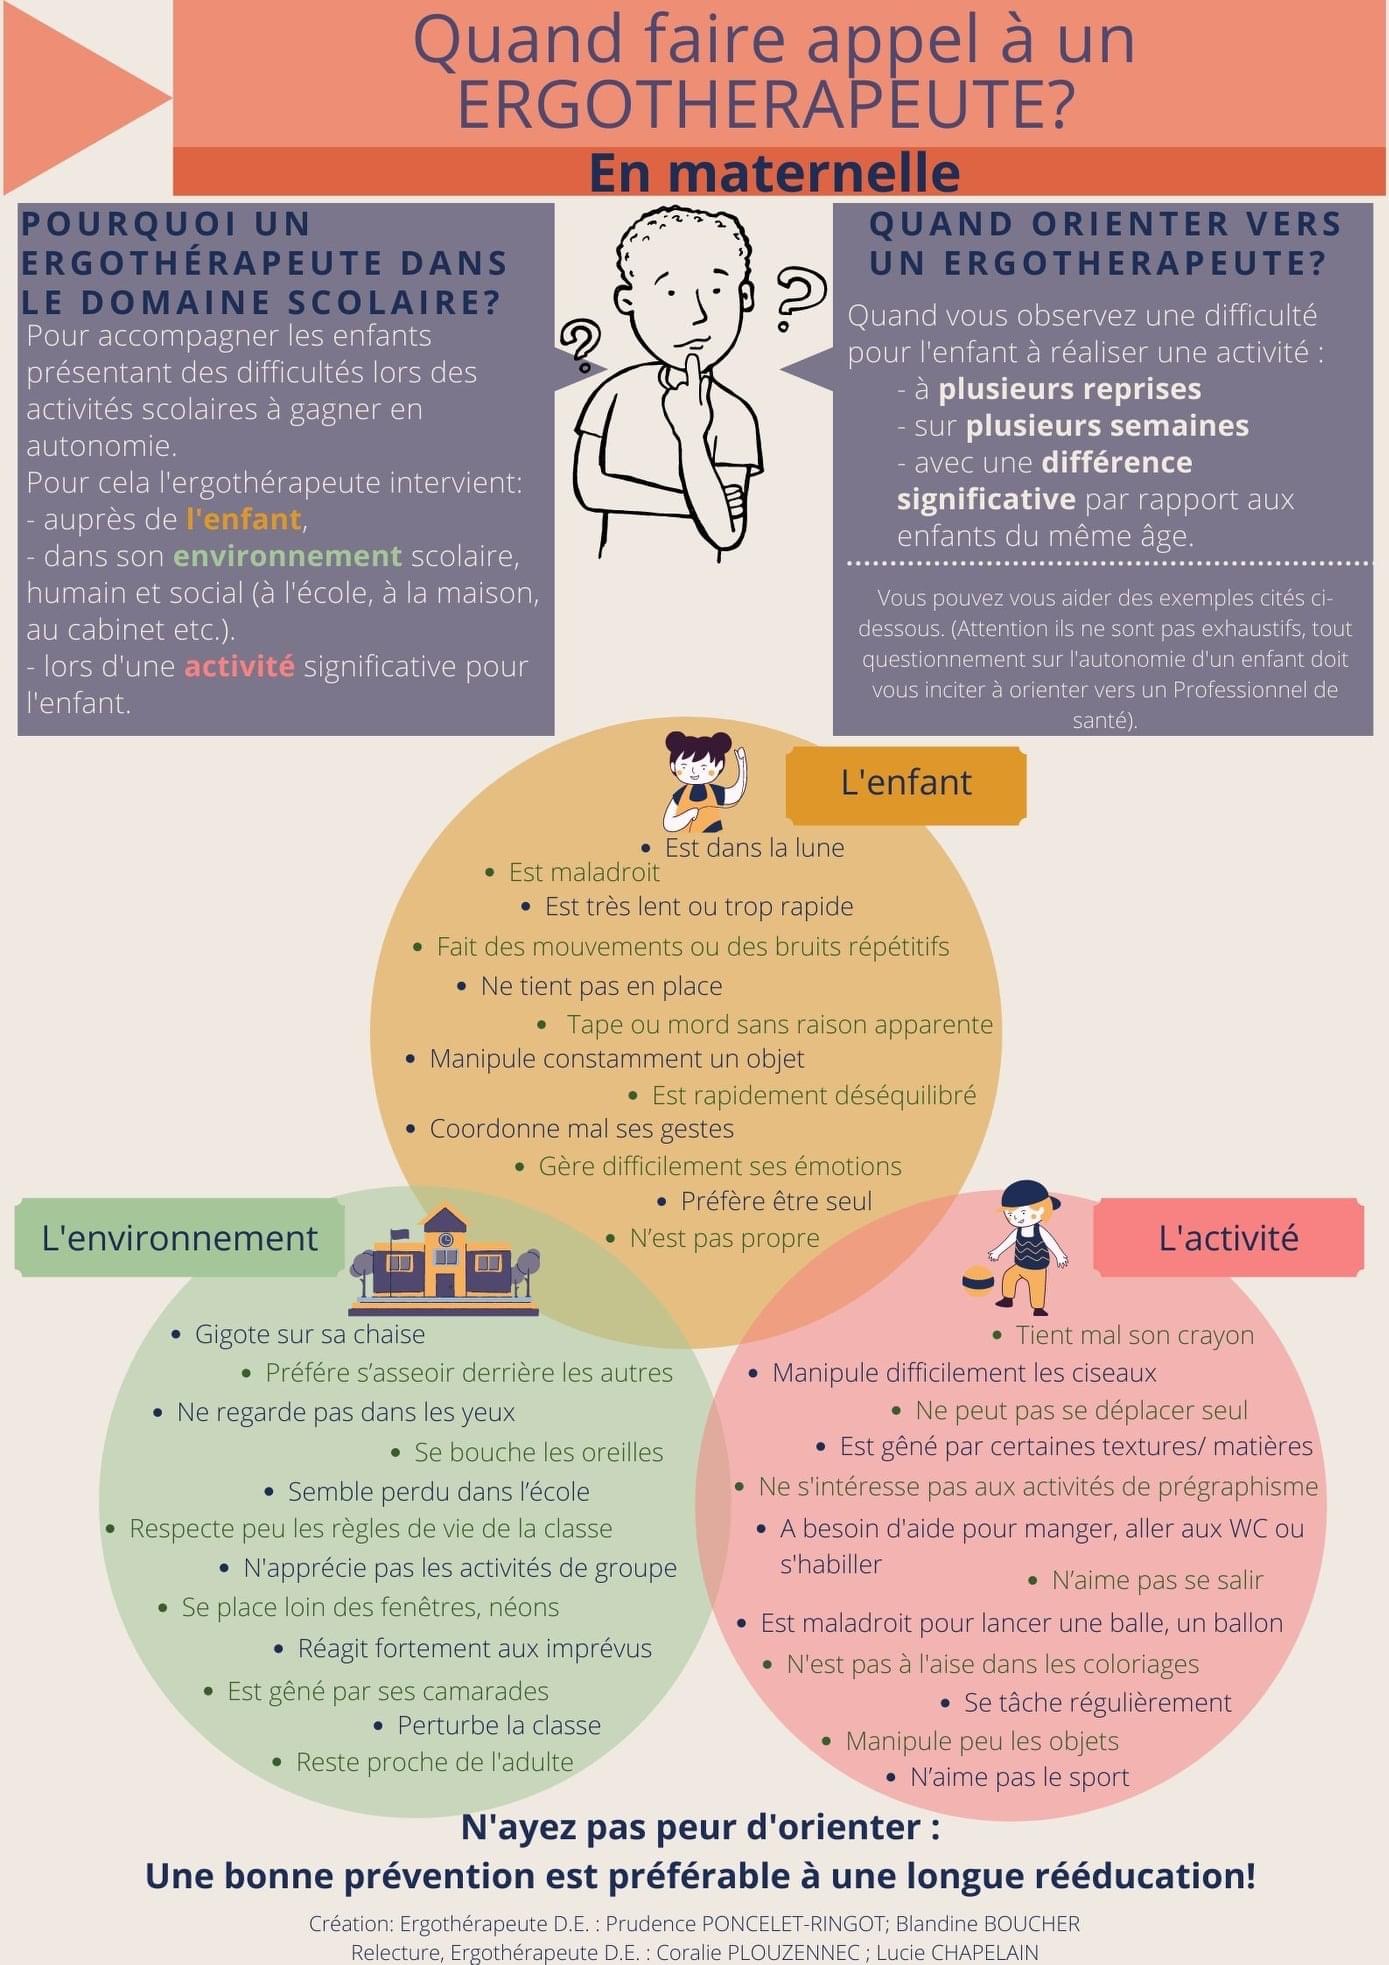 Quand faire appel à un
ERGOTHERAPEUTE?
En maternelle
POURQUOI UN
ERGOTHÉRAPEUTE DANS
LE DOMAINE SCOLAIRE?
Pour accompagner les enfants
présentant des difficultés lors des
activités scolaires à gagner en
autonomie.
Pour cela l'ergothérapeute intervient:
- auprès de l'enfant,
- dans son environnement scolaire,
humain et social (à l'école, à la maison,
au cabinet etc.).
- lors d'une activité significative pour
l'enfant.
? ?
QUAND ORIENTER VERS
UN ERGOTHERAPEUTE?
Quand vous observez une difficulté
pour l'enfant à réaliser une activité :
- à plusieurs reprises
- sur plusieurs semaines
- avec une différence
significative par rapport aux
enfants du même âge.
Vous pouvez vous aider des exemples cités ci-
dessous. (Attention ils ne sont pas exhaustifs, tout
questionnement sur l'autonomie d'un enfant doit
vous inciter à orienter vers un Professionnel de
santé).
L'enfant
• Est dans la lune
• Est maladroit
• Est très lent ou trop rapide
• Fait des mouvements ou des bruits répétitifs
• Ne tient pas en place
• Tape ou mord sans raison apparente
• Manipule constamment un objet
• Est rapidement déséquilibré
• Coordonne mal ses gestes
• Gère difficilement ses émotions
• Préfère être seul
• N’est pas propre
L'environnement
• Gigote sur sa chaise
• Préfére s’asseoir derrière les autres
• Ne regarde pas dans les yeux
• Se bouche les oreilles
• Semble perdu dans l’école
• Respecte peu les règles de vie de la classe
• N'apprécie pas les activités de groupe
• Se place loin des fenêtres, néons
• Réagit fortement aux imprévus
• Est gêné par ses camarades
• Perturbe la classe
• Reste proche de l'adulte
L'activité
• Tient mal son crayon
• Manipule difficilement les ciseaux
• Ne peut pas se déplacer seul
• Est gêné par certaines textures/ matières
• Ne s'intéresse pas aux activités de prégraphisme
• A besoin d'aide pour manger, aller aux WC ou
s'habiller
• N’aime pas se salir
• Est maladroit pour lancer une balle, un ballon
• N'est pas à l'aise dans les coloriages
• Se tâche régulièrement
• Manipule peu les objets
• N’aime pas le sport
N'ayez pas peur d'orienter :
Une bonne prévention est préférable à une longue rééducation!
Création: Ergothérapeute D.E. : Prudence PONCELET-RINGOT; Blandine BOUCHER
Relecture, Ergothérapeute D.E. : Coralie PLOUZENNEC ; Lucie CHAPELAIN